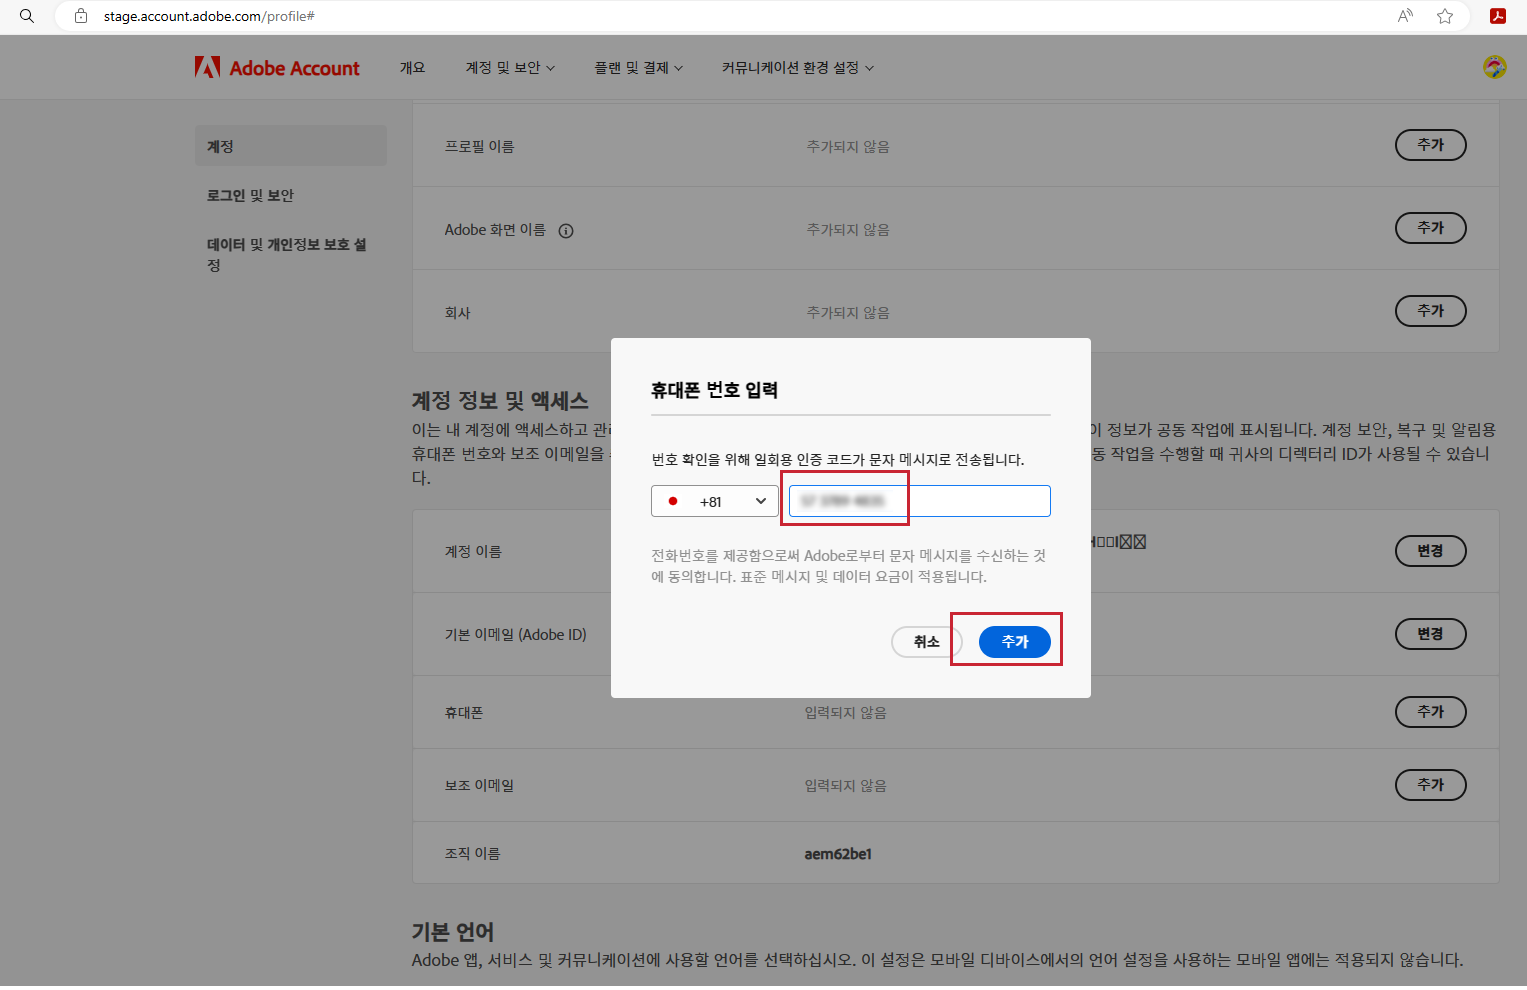 stage.account.adobe.com/profile#
Adobe Account 개요 계정 및 보안 플랜 및 결제 커뮤니케이션 환경 설정
계정
로그인 및 보안
데이터 및 개인정보 보호 설
정
프로필 이름 추가되지 않음 추가
Adobe 화면 이름 추가되지 않음 추가
회사 추가되지 않음 추가
계정 정보 및 액세스
이는 내 계정에 액세스하고 이 정보가 공동 작업에 표시됩니다. 계정 보안, 복구 및 알림용
휴대폰 번호와 보조 이메일을 작업을 수행할 때 귀사의 디렉터리 ID가 사용될 수 있습니
다.
휴대폰 번호 입력
번호 확인을 위해 일회용 인증 코드가 문자 메시지로 전송됩니다.
+81
전화번호를 제공함으로써 Adobe로부터 문자 메시지를 수신하는 것
에 동의합니다. 표준 메시지 및 데이터 요금이 적용됩니다.
취소 추가
계정 이름 변경
기본 이메일 (Adobe ID) 변경
휴대폰 입력되지 않음 추가
보조 이메일 입력되지 않음 추가
조직 이름 aem62be1
기본 언어
Adobe 앱, 서비스 및 커뮤니케이션에 사용할 언어를 선택하십시오. 이 설정은 모바일 디바이스에서의 언어 설정을 사용하는 모바일 앱에는 적용되지 않습니다.